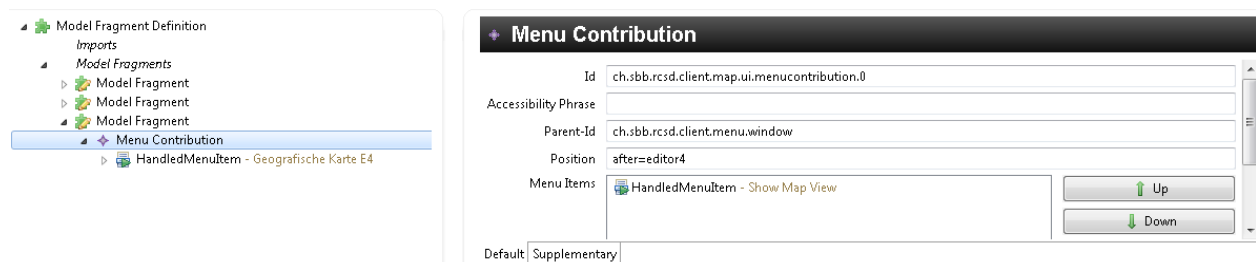 Model Fragment Definition
Imports
Model Fragments
Model Fragment
Model Fragment
Model Fragment
Menu Contribution
HandledMenuItem - Geografische Karte E4
Menu Contribution
Id ch.sbb.rcsd.client.map.ui.menucontribution.0
Accessibility Phrase
Parent-Id ch.sbb.rcsd.client.menu.window
Position after=editor4
Menu Items HandledMenuItem - Show Map View
Up
Down
Default Supplementary